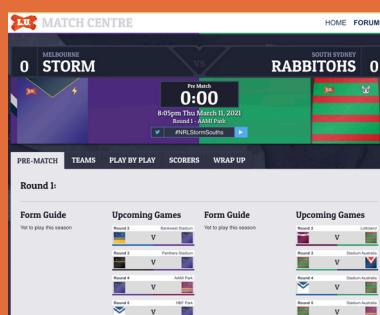 L.U. MATCH CENTRE
HOME FORUM
MELBOURNE
0 STORM
VS
SOUTH SYDNEY
RABBITOHS 0
Pre Match
0:00
8:05pm Thu March 11, 2021
Round 1 - AAMI Park
#NRLStormSouths
PRE-MATCH TEAMS PLAY BY PLAY SCORERS WRAP UP
Round 1:
Form Guide Upcoming Games Form Guide Upcoming Games
Yet to play this season
Round 2 Bankwest Stadium
V
Round 3 Panthers Stadium
V
Round 4 AAMI Park
V
Round 5 HBF Park
V
Yet to play this season
Round 2 Lottoland
V
Round 3 Stadium Australia
V
Round 4 Stadium Australia
V
Round 5 Stadium Australia
V